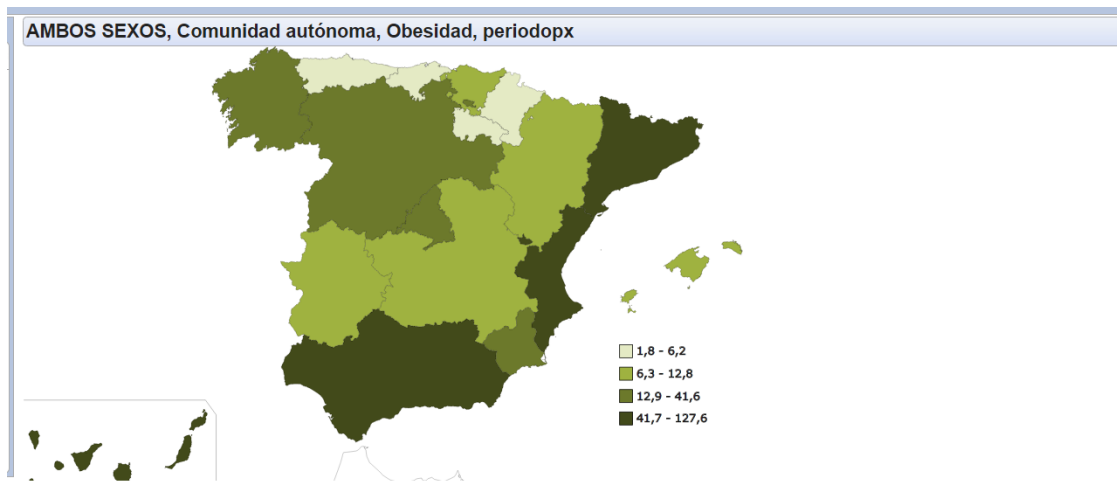 AMBOS SEXOS, Comunidad autónoma, Obesidad, periodopx
1,8 - 6,2
6,3 - 12,8
12,9 - 41,6
41,7 - 127,6